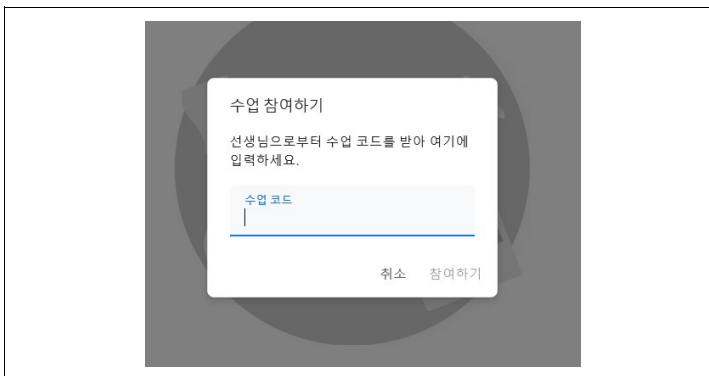 수업 참여하기
선생님으로부터 수업 코드를 받아 여기에
입력하세요.
수업 코드
취소 참여하기